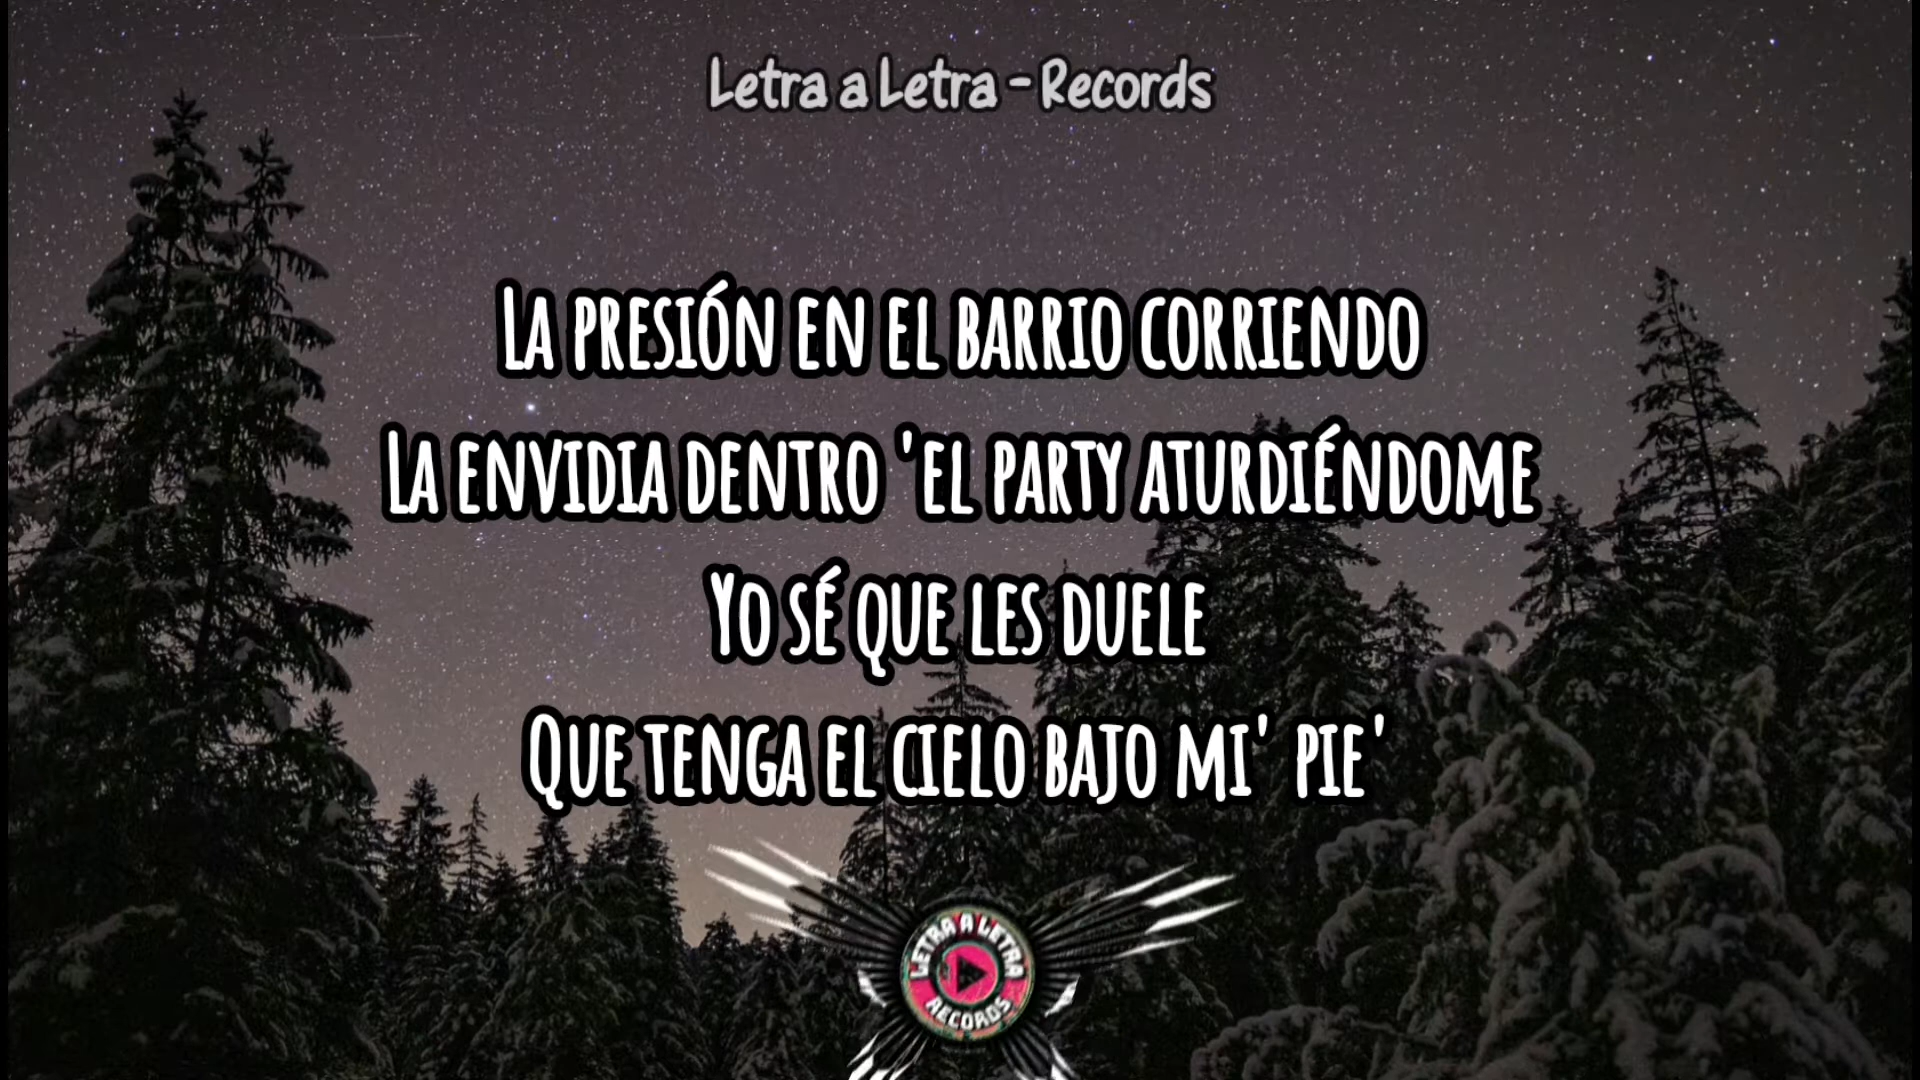 Letra a Letra - Records
La presión en el barrio corriendo
La envidia dentro 'el party aturdiéndome
Yo sé que les duele
Que tenga el cielo bajo mi' pie'
LETRA A LETRA
RECORDS